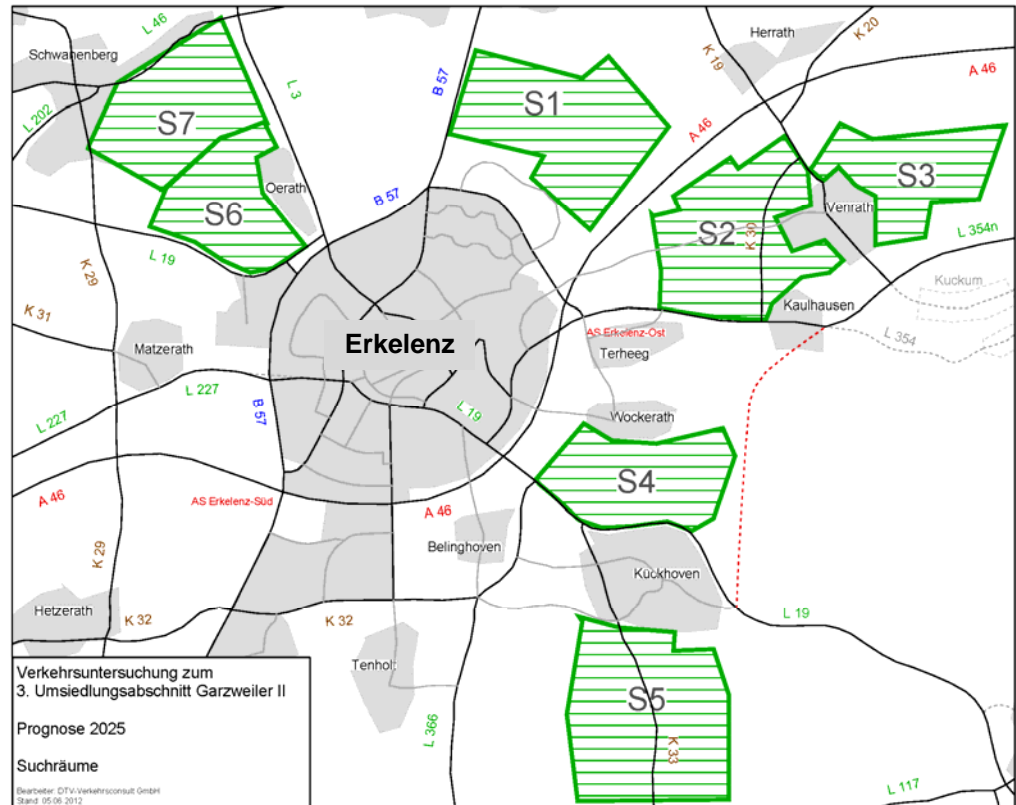 L 46
Schwanenberg
L 202
S7
L 3
B 57
S1
Herrath
K 19
K 20
A 46
A 46
Oerath
S6
B 57
S2
K 30
S3
Venrath
L 354n
Kuckum
K 29
L 19
K 31
Matzerath
Erkelenz
AS Erkelenz-Ost
Terheeg
Kaulhausen
L 354
L 227
L 227
B 57
L 19
Wockerath
S4
A 46
AS Erkelenz-Süd
A 46
Belinghoven
Kückhoven
K 29
Hetzerath
K 32
K 32
L 19
Tenholt
S5
L 366
K 33
L 117
Verkehrsuntersuchung zum
3. Umsiedlungsabschnitt Garzweiler II
Prognose 2025
Suchräume
Bearbeiter: DTV-Verkehrsconsult GmbH
Stand: 05.06.2012